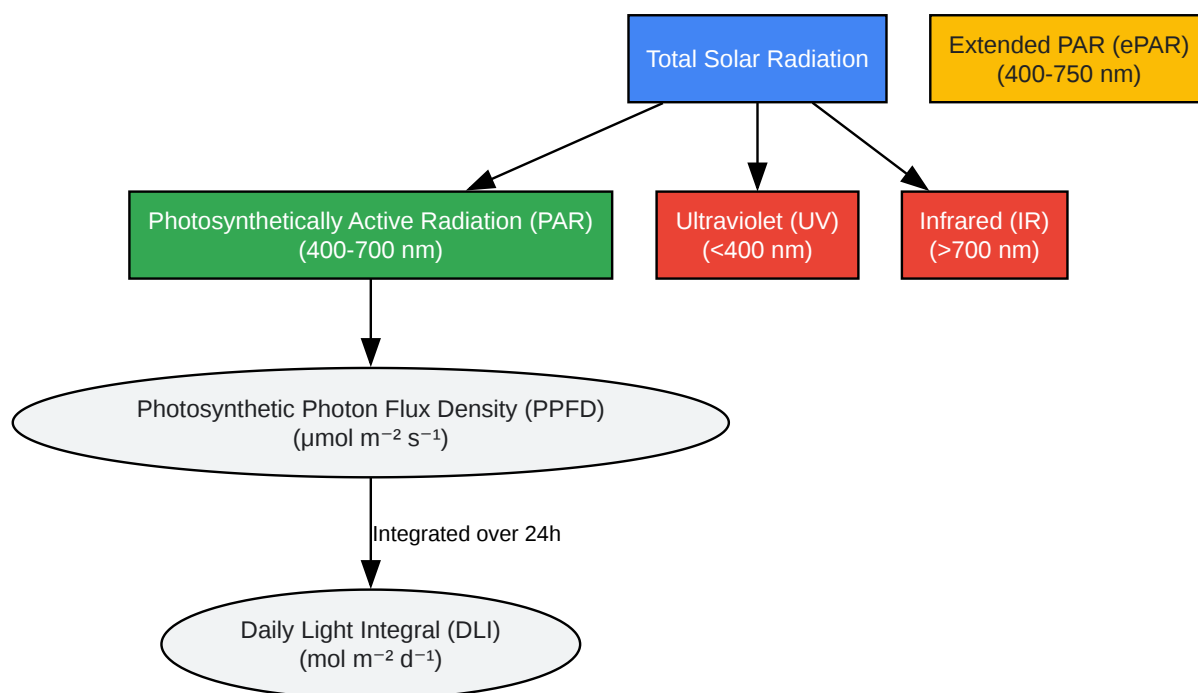 Total Solar Radiation
Extended PAR (ePAR)
(400-750 nm)
Photosynthetically Active Radiation (PAR)
(400-700 nm)
Ultraviolet (UV)
(<400 nm)
Infrared (IR)
(>700 nm)
Photosynthetic Photon Flux Density (PPFD)
(μmol m⁻² s⁻¹)
Integrated over 24h
Daily Light Integral (DLI)
(mol m⁻² d⁻¹)